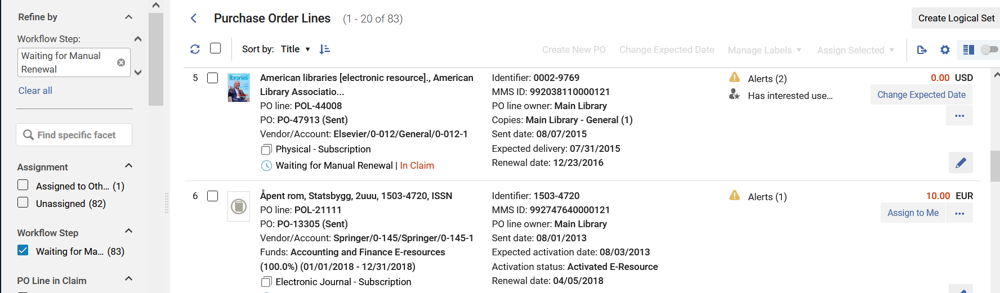 Refine by
Workflow Step:
Waiting for Manual
Renewal
Clear all
Find specific facet
Assignment
Assigned to Oth... (1)
Unassigned (82)
Workflow Step
Waiting for Ma... (83)
PO Line in Claim
Purchase Order Lines (1 - 20 of 83)
Create Logical Set
Sort by: Title
Create New PO Change Expected Date Manage Labels Assign Selected
5
libraries
American libraries [electronic resource]., American
Library Associatio...
PO line: POL-44008
PO: PO-47913 (Sent)
Vendor/Account: Elsevier/0-012/General/0-012-1
Physical - Subscription
Waiting for Manual Renewal | In Claim
Identifier: 0002-9769
MMS ID: 992038110000121
PO line owner: Main Library
Copies: Main Library - General (1)
Sent date: 08/07/2015
Expected delivery: 07/31/2015
Renewal date: 12/23/2016
Alerts (2)
Has interested use...
0.00 USD
Change Expected Date
6
Åpent rom, Statsbygg, 2uuu, 1503-4720, ISSN
PO line: POL-21111
PO: PO-13305 (Sent)
Vendor/Account: Springer/0-145/Springer/0-145-1
Funds: Accounting and Finance E-resources
(100.0%) (01/01/2018 - 12/31/2018)
Electronic Journal - Subscription
Identifier: 1503-4720
MMS ID: 992747640000121
PO line owner: Main Library
Sent date: 08/01/2013
Expected activation date: 08/03/2013
Activation status: Activated E-Resource
Renewal date: 04/05/2018
Alerts (1)
10.00 EUR
Assign to Me